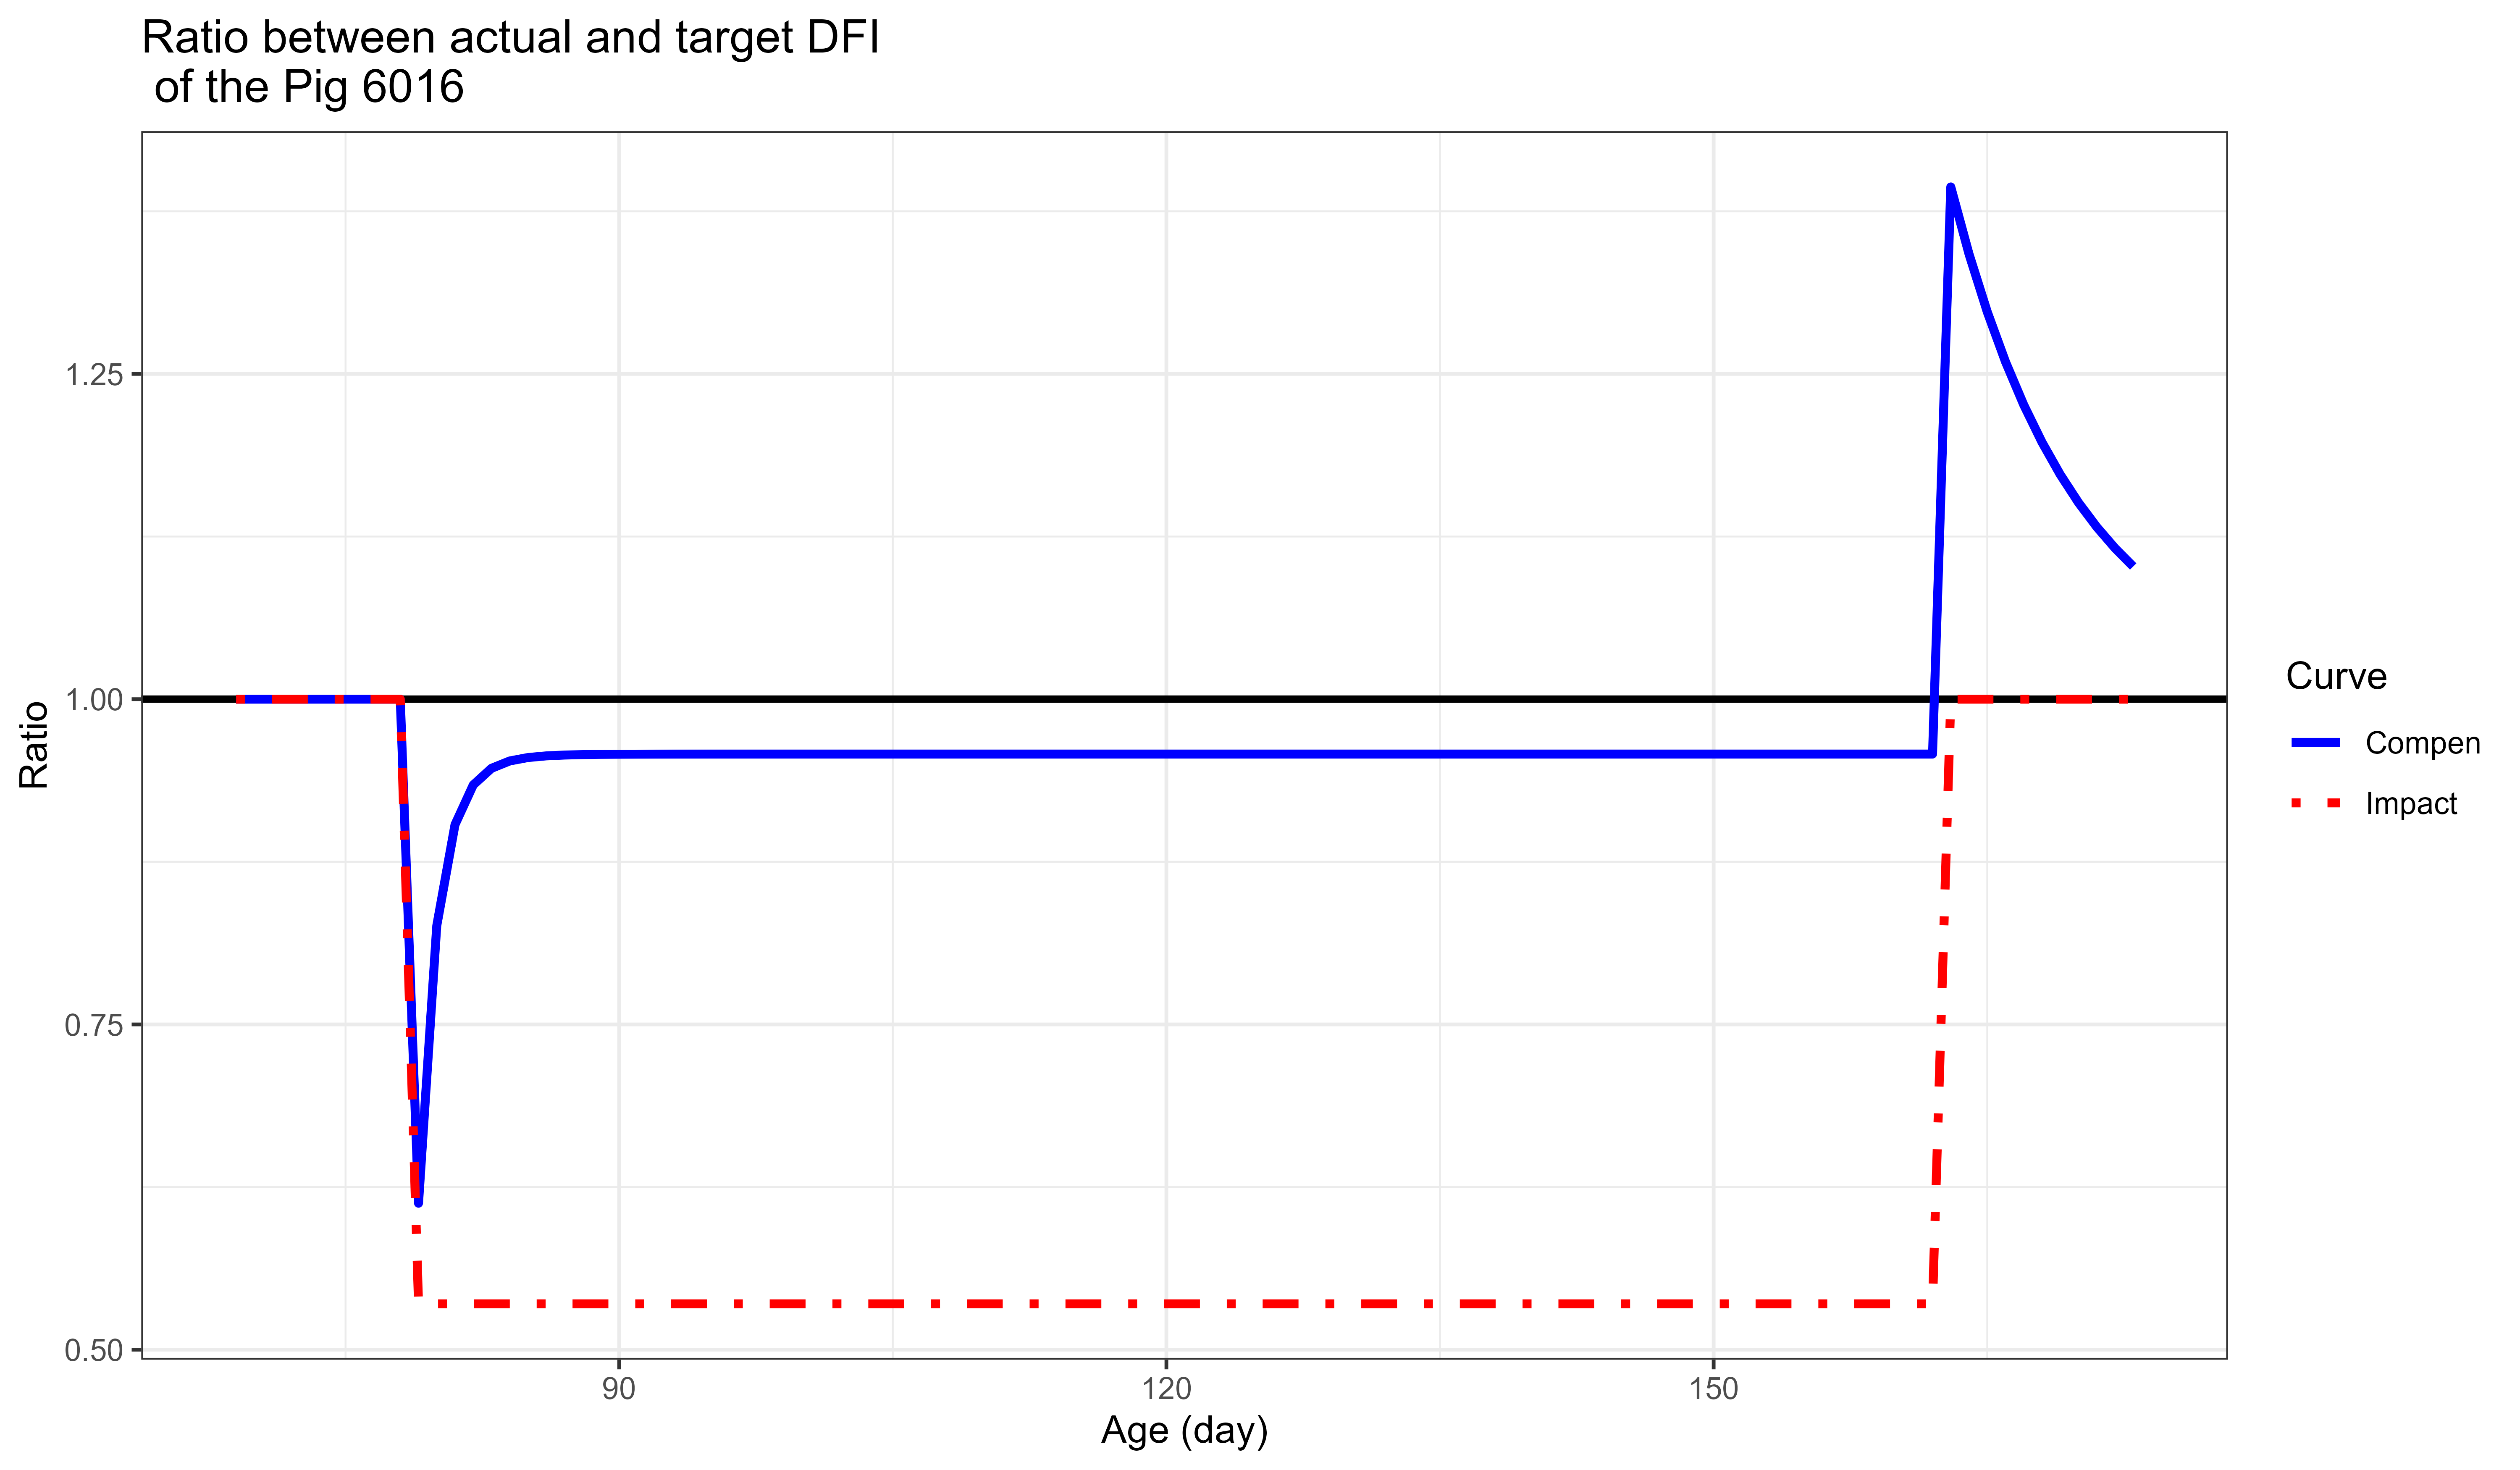 Ratio between actual and target DFI
of the Pig 6016
Ratio
1.25
1.00
0.75
0.50
90
120
150
Age (day)
Curve
Compen
Impact